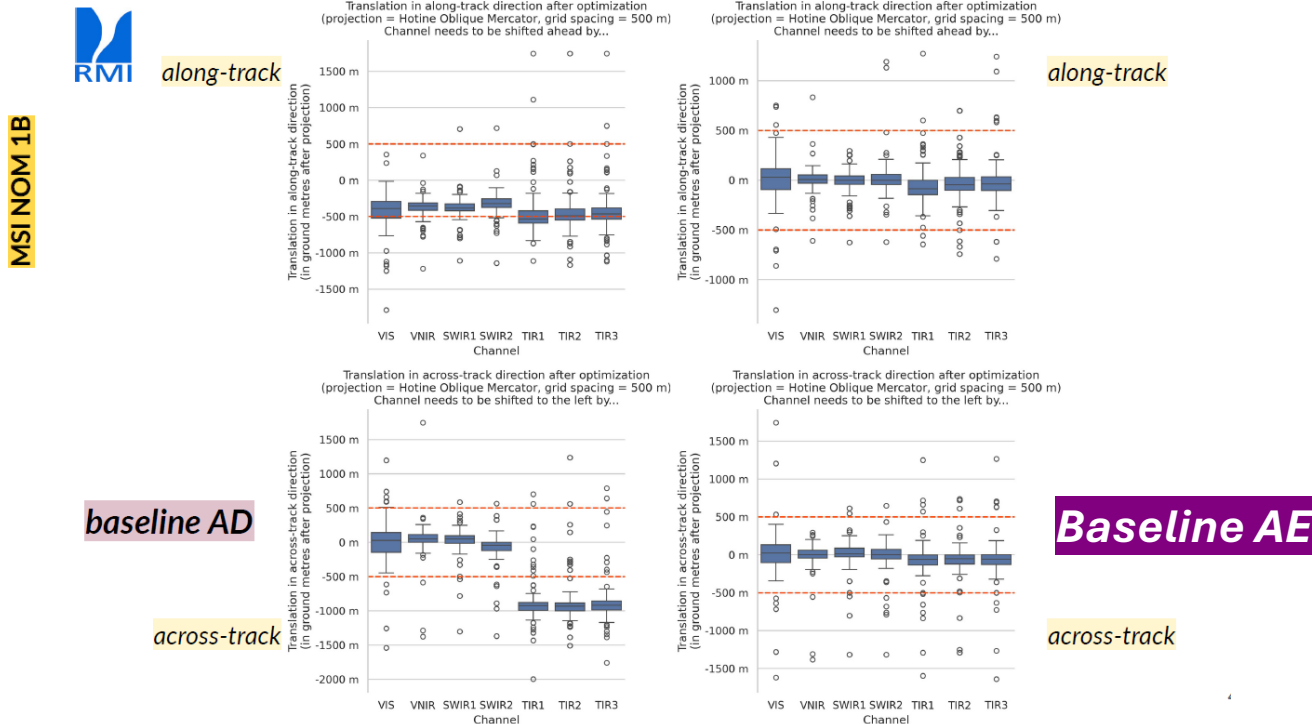 RMI
along-track
MSI NOM 1B
Translation in along-track direction after optimization
(projection = Hotine Oblique Mercator, grid spacing = 500 m)
Channel needs to be shifted ahead by...
Translation in along-track direction
(in ground metres after projection)
1500 m
1000 m
500 m
0 m
-500 m
-1000 m
-1500 m
VIS VNIR SWIR1 SWIR2 TIR1 TIR2 TIR3
Channel
Translation in along-track direction after optimization
(projection = Hotine Oblique Mercator, grid spacing = 500 m)
Channel needs to be shifted ahead by...
Translation in along-track direction
(in ground metres after projection)
1000 m
500 m
0 m
-500 m
-1000 m
VIS VNIR SWIR1 SWIR2 TIR1 TIR2 TIR3
Channel
along-track
baseline AD
across-track
Translation in across-track direction after optimization
(projection = Hotine Oblique Mercator, grid spacing = 500 m)
Channel needs to be shifted to the left by...
Translation in across-track direction
(in ground metres after projection)
1500 m
1000 m
500 m
0 m
-500 m
-1000 m
-1500 m
-2000 m
VIS VNIR SWIR1 SWIR2 TIR1 TIR2 TIR3
Channel
Translation in across-track direction after optimization
(projection = Hotine Oblique Mercator, grid spacing = 500 m)
Channel needs to be shifted to the left by...
Translation in across-track direction
(in ground metres after projection)
1500 m
1000 m
500 m
0 m
-500 m
-1000 m
-1500 m
VIS VNIR SWIR1 SWIR2 TIR1 TIR2 TIR3
Channel
Baseline AE
across-track